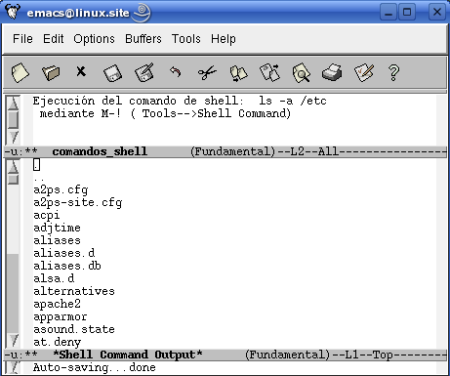 emacs@linux.site
File Edit Options Buffers Tools Help
Ejecución del comando de shell: ls -a /etc
mediante M-! ( Tools-->Shell Command)
-u:** comandos_shell (Fundamental)--L2--All----------------
.
..
a2ps.cfg
a2ps-site.cfg
acpi
adjtime
aliases
aliases.d
aliases.db
alsa.d
alternatives
apache2
apparmor
asound.state
at.deny
-u:** *Shell Command Output* (Fundamental)--L1--Top--------
Auto-saving...done